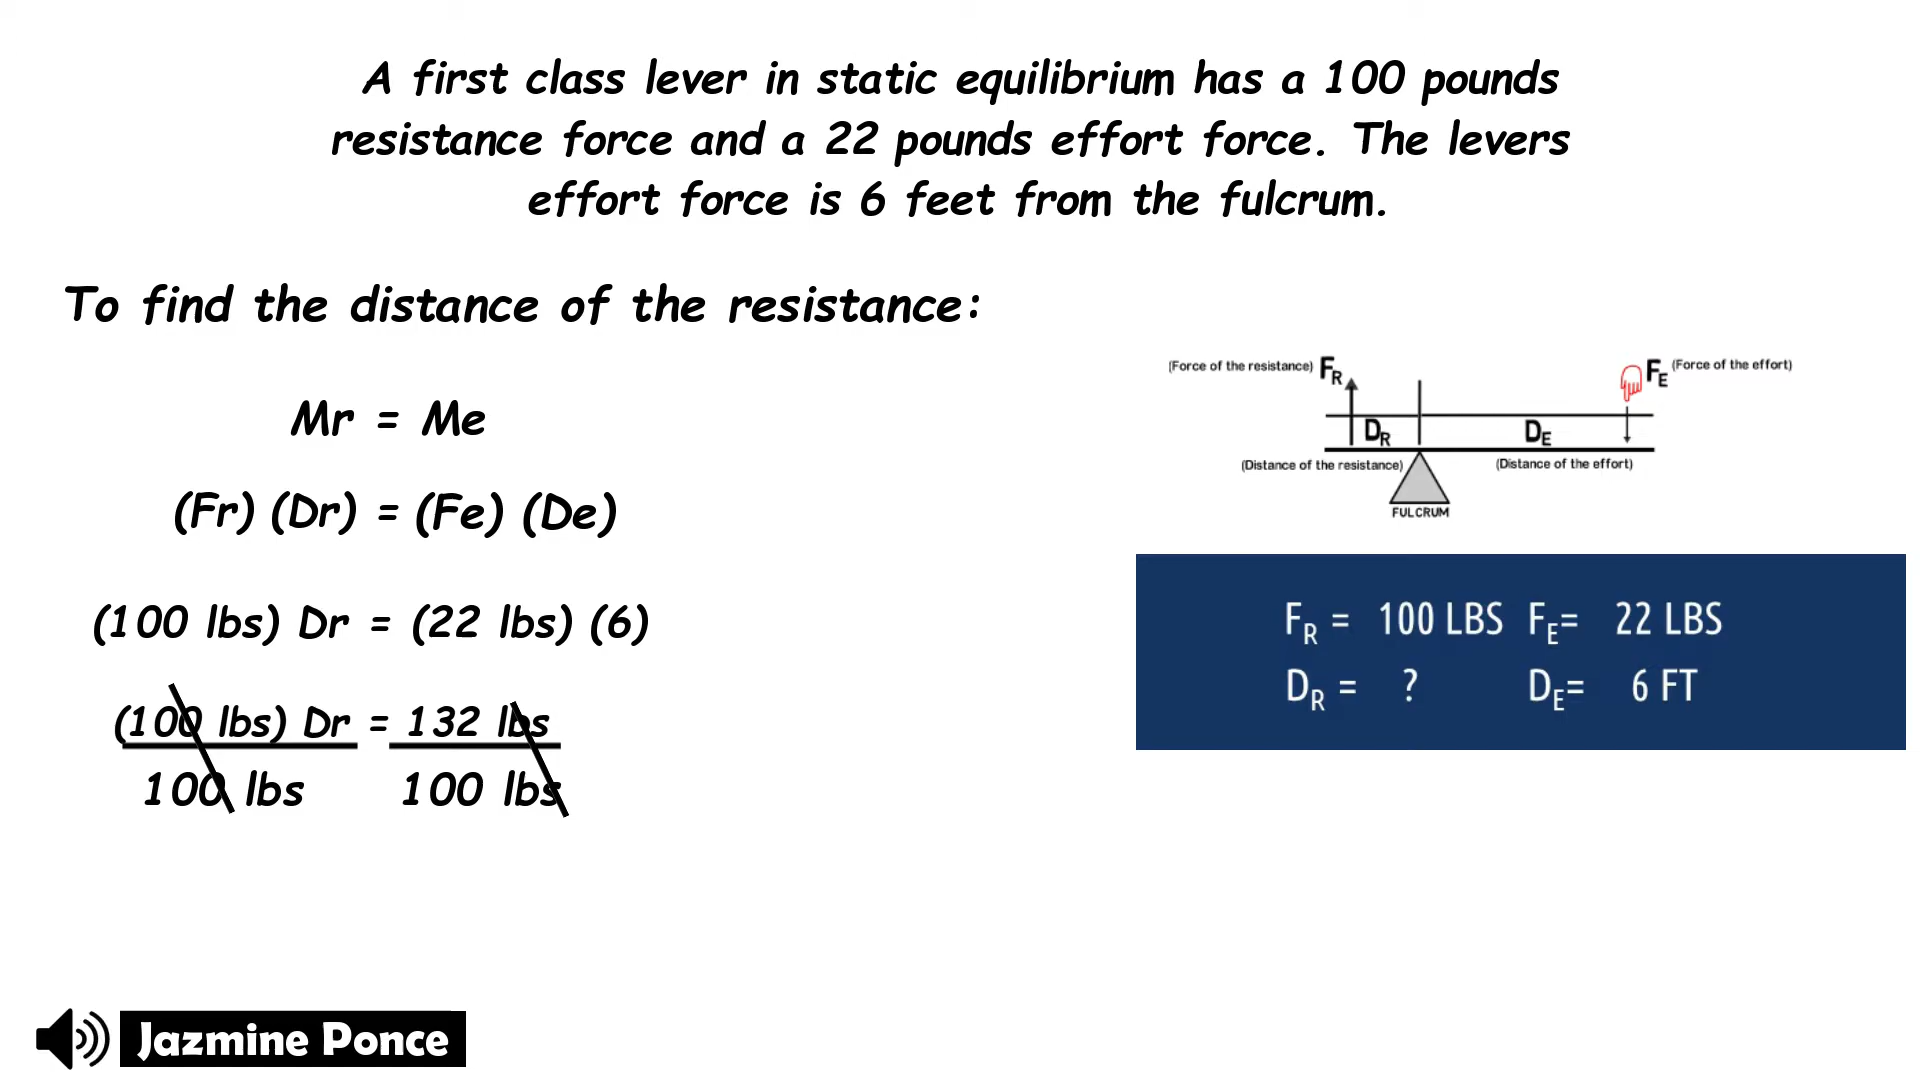 A first class lever in static equilibrium has a 100 pounds
resistance force and a 22 pounds effort force. The levers
effort force is 6 feet from the fulcrum.
To find the distance of the resistance:
Mr = Me
(Fr) (Dr) = (Fe) (De)
(100 lbs) Dr = (22 lbs) (6)
(100 lbs) Dr = 132 lbs
100 lbs 100 lbs
(Force of the resistance) FR FE (Force of the effort)
DR DE
(Distance of the resistance) (Distance of the effort)
FULCRUM
FR = 100 LBS FE= 22 LBS
DR = ? DE= 6 FT
Jazmine Ponce